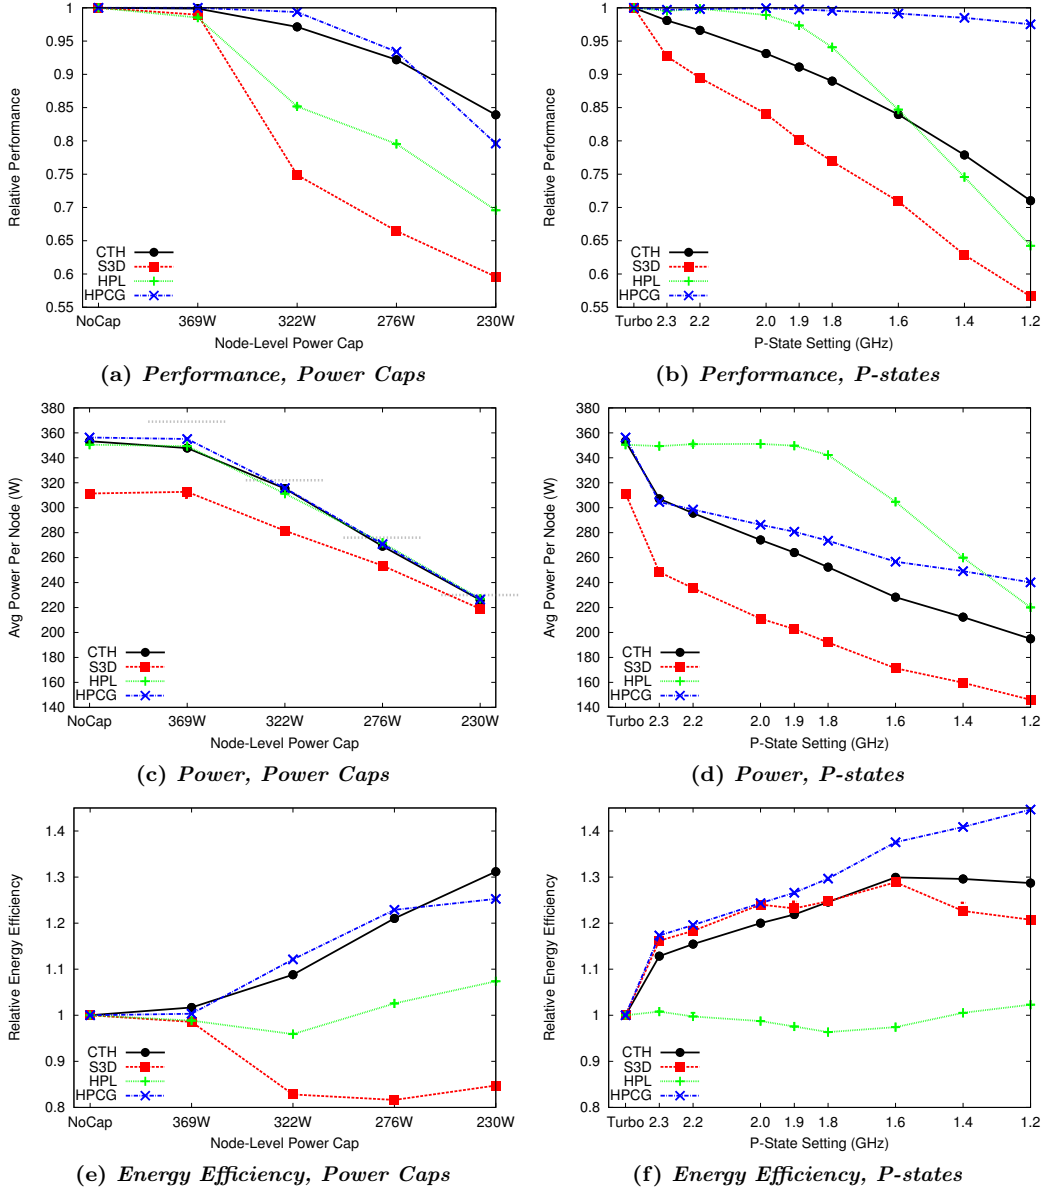 1
0.95
0.9
0.85
0.8
0.75
0.7
0.65
0.6
0.55
Relative Performance
CTH
S3D
HPL
HPCG
NoCap 369W 322W 276W 230W
Node-Level Power Cap
(a) Performance, Power Caps
1
0.95
0.9
0.85
0.8
0.75
0.7
0.65
0.6
0.55
Relative Performance
CTH
S3D
HPL
HPCG
Turbo 2.3 2.2 2.0 1.9 1.8 1.6 1.4 1.2
P-State Setting (GHz)
(b) Performance, P-states
380
360
340
320
300
280
260
240
220
200
180
160
140
Avg Power Per Node (W)
CTH
S3D
HPL
HPCG
NoCap 369W 322W 276W 230W
Node-Level Power Cap
(c) Power, Power Caps
380
360
340
320
300
280
260
240
220
200
180
160
140
Avg Power Per Node (W)
CTH
S3D
HPL
HPCG
Turbo 2.3 2.2 2.0 1.9 1.8 1.6 1.4 1.2
P-State Setting (GHz)
(d) Power, P-states
1.4
1.3
1.2
1.1
1
0.9
0.8
Relative Energy Efficiency
CTH
S3D
HPL
HPCG
NoCap 369W 322W 276W 230W
Node-Level Power Cap
(e) Energy Efficiency, Power Caps
1.4
1.3
1.2
1.1
1
0.9
0.8
Relative Energy Efficiency
CTH
S3D
HPL
HPCG
Turbo 2.3 2.2 2.0 1.9 1.8 1.6 1.4 1.2
P-State Setting (GHz)
(f) Energy Efficiency, P-states